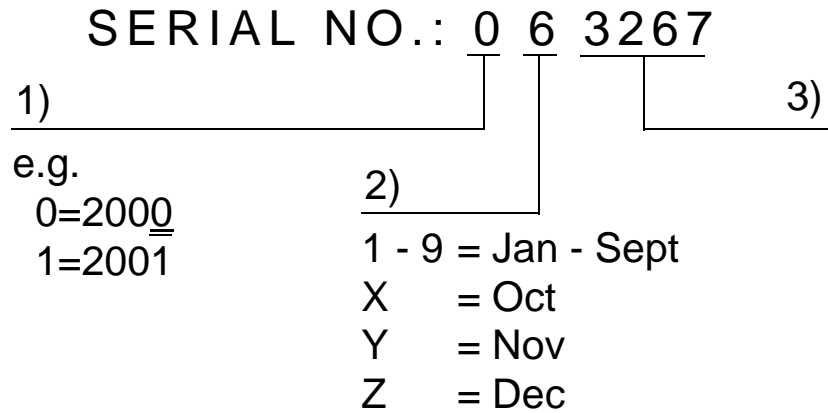 SERIAL NO.: 0 6 3267
1)
3)
e.g.
0=2000
1=2001
2)
1 - 9 = Jan - Sept
X = Oct
Y = Nov
Z = Dec